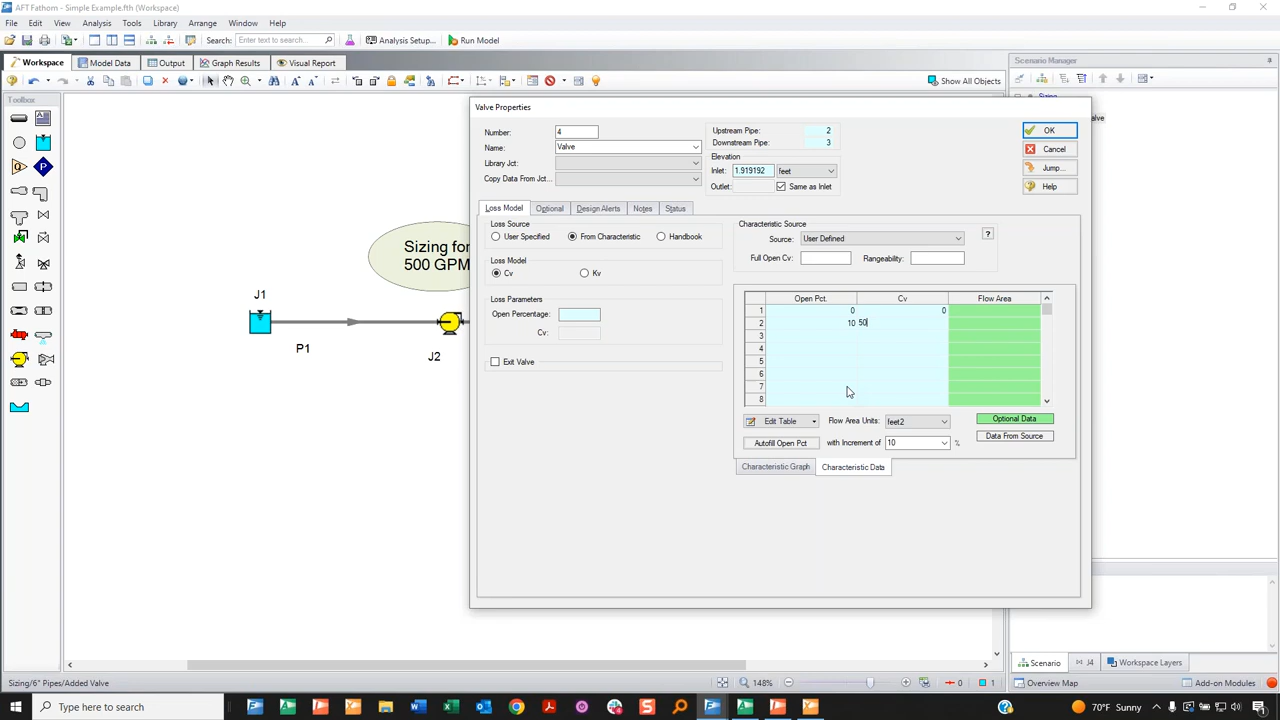 AFT Fathom - Simple Example.fth (Workspace)
File Edit View Analysis Tools Library Arrange Window Help
Search: Enter text to search.. Analysis Setup... Run Model
Workspace Model Data Output Graph Results Visual Report
Scenario Manager
Show All Objects
Toolbox
Sizing
Valve Properties
Number: 4
Name: Valve
Library Jct:
Copy Data From Jct...
Upstream Pipe: 2
Downstream Pipe: 3
Elevation
Inlet: 1.919192 feet
Outlet: Same as Inlet
OK
Cancel
Jump...
Help
Loss Model Optional Design Alerts Notes Status
Loss Source
User Specified From Characteristic Handbook
Loss Model
Cv Kv
Loss Parameters
Open Percentage:
Cv:
Exit Valve
Characteristic Source
Source: User Defined ?
Full Open Cv: Rangeability:
Open Pct. Cv Flow Area
1 0 0
2 10 50
3
4
5
6
7
8
Edit Table Flow Area Units: feet2 Optional Data
Autofill Open Pct with Increment of 10 % Data From Source
Characteristic Graph Characteristic Data
Sizing for
500 GPM
J1
P1
J2
Scenario J4 Workspace Levels
Sizing/6" Pipes/Added Valve 148% 0 1 Overview Map Add-on Modules
Type here to search 70°F Sunny